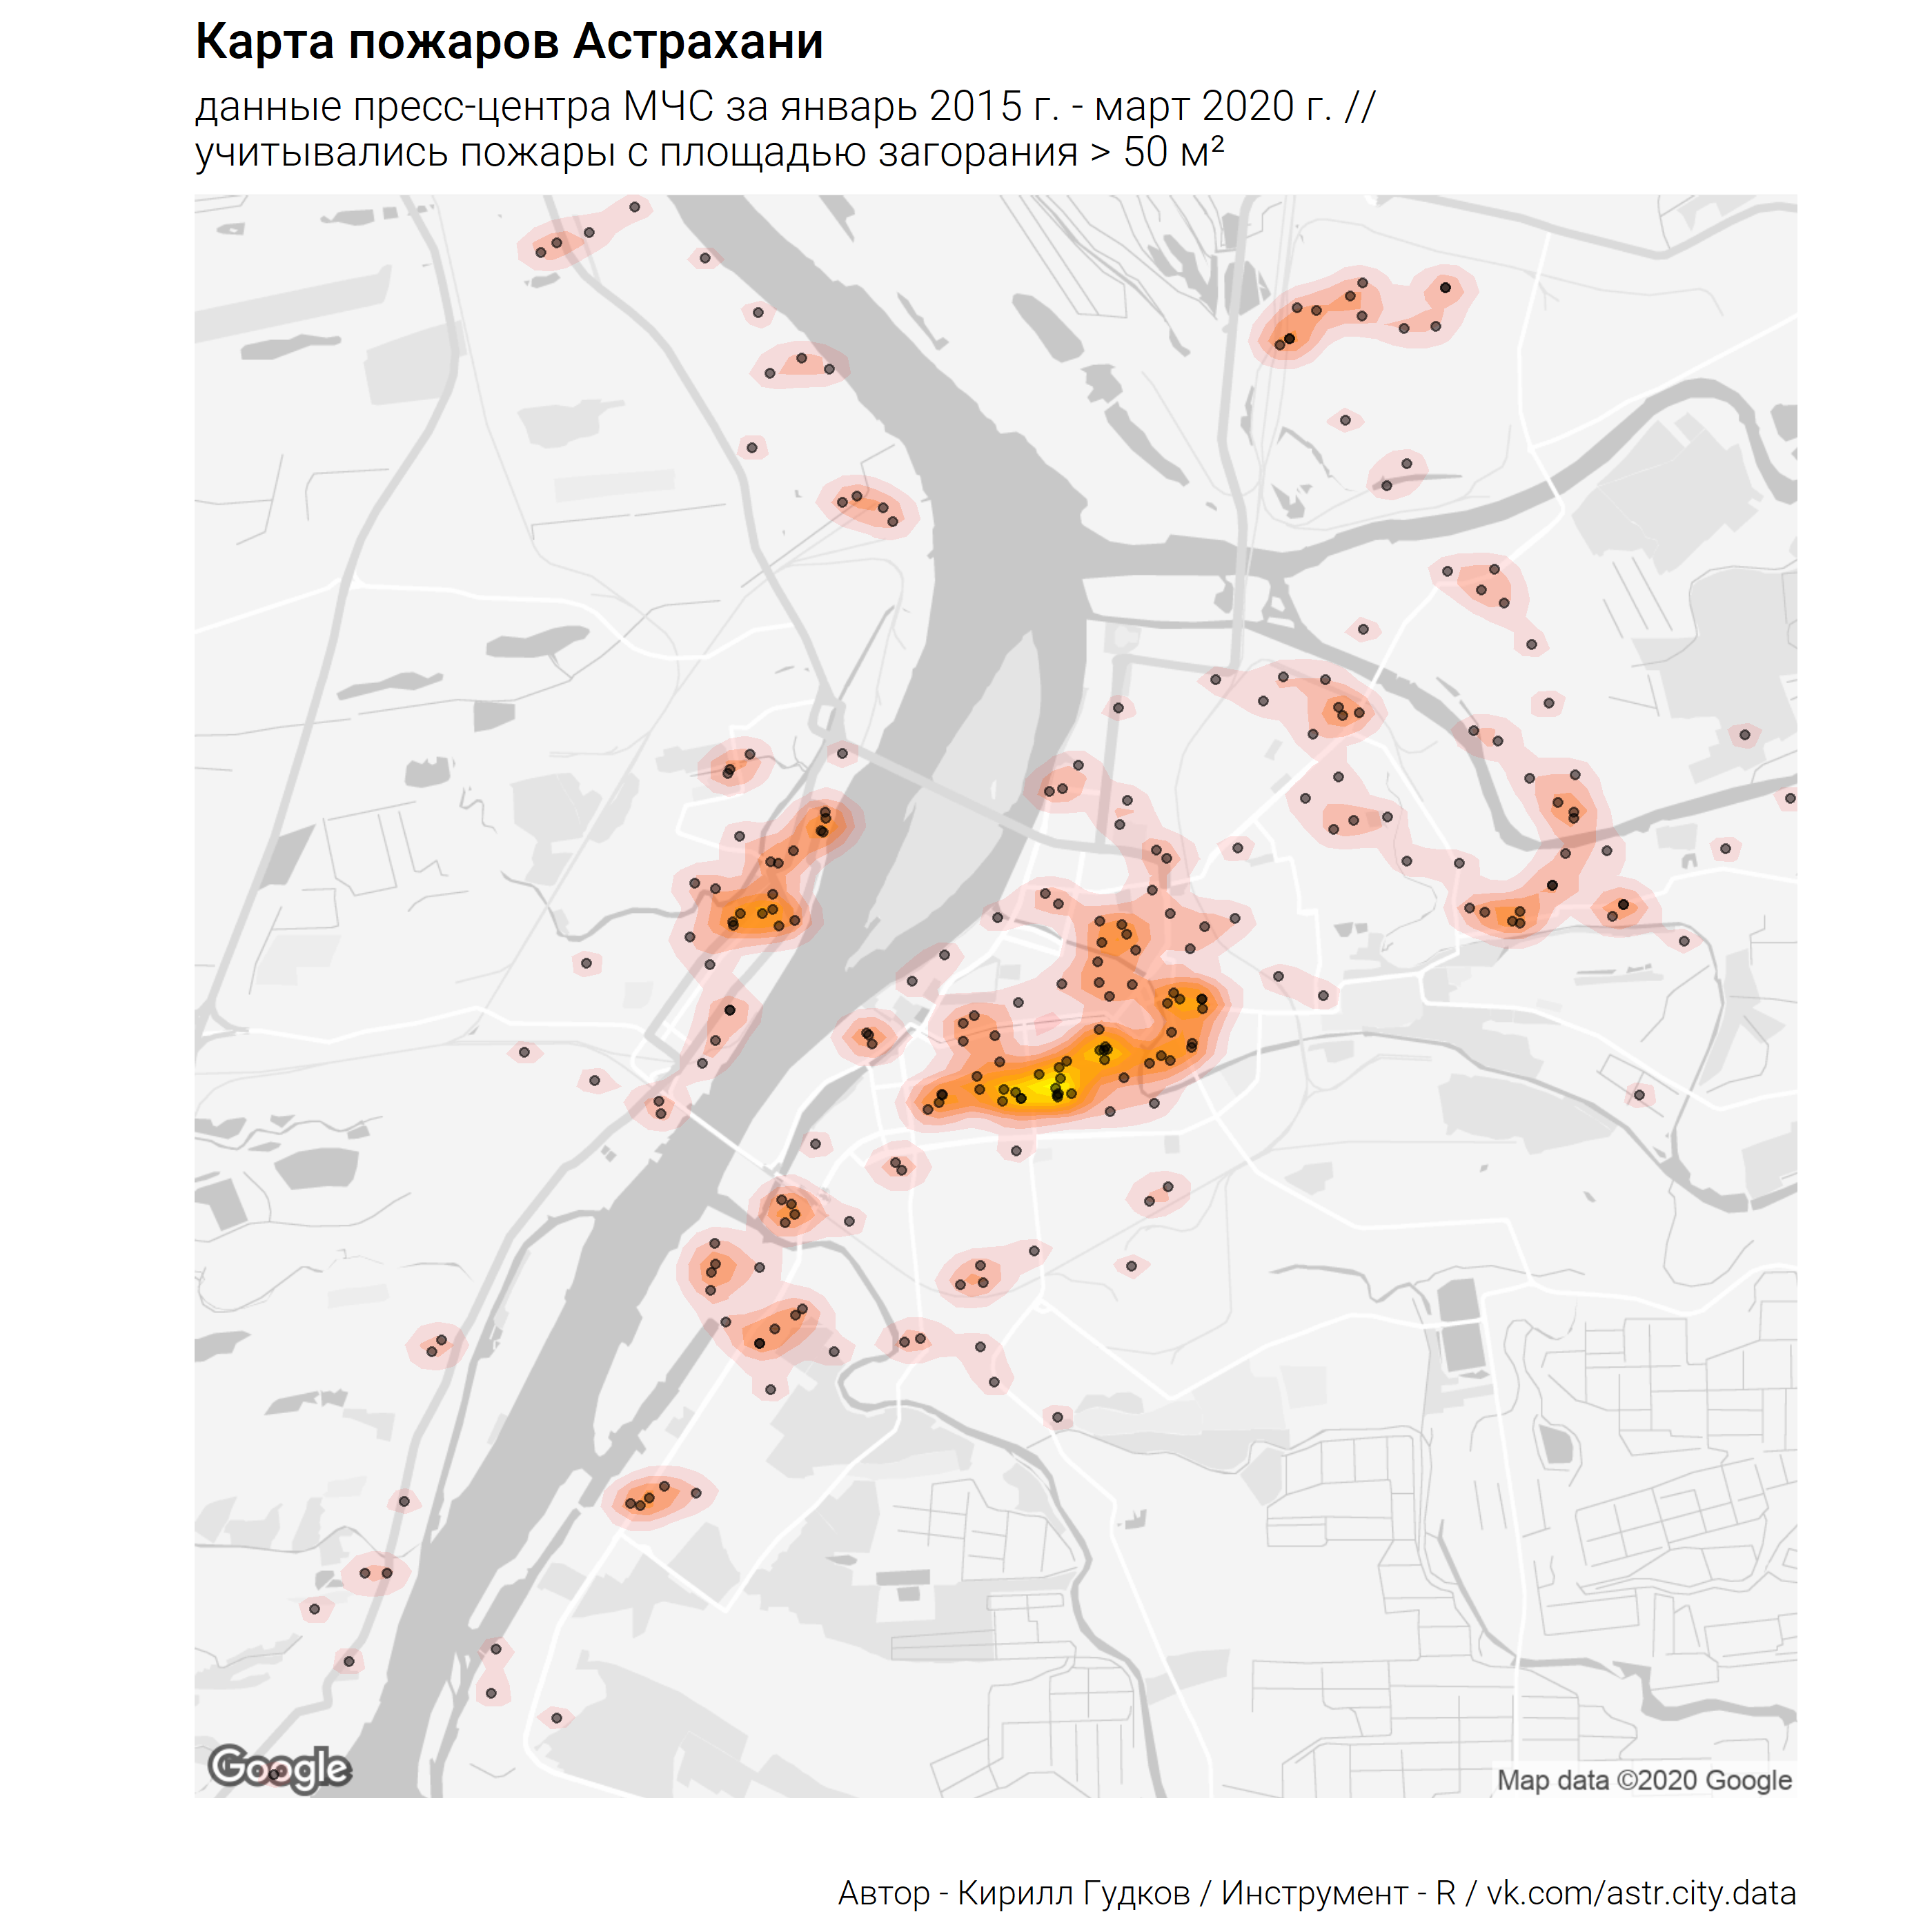 Карта пожаров Астрахани
данные пресс-центра МЧС за январь 2015 г. - март 2020 г. //
учитывались пожары с площадью загорания > 50 м²
Google
Map data ©2020 Google
Автор - Кирилл Гудков / Инструмент - R / vk.com/astr.city.data